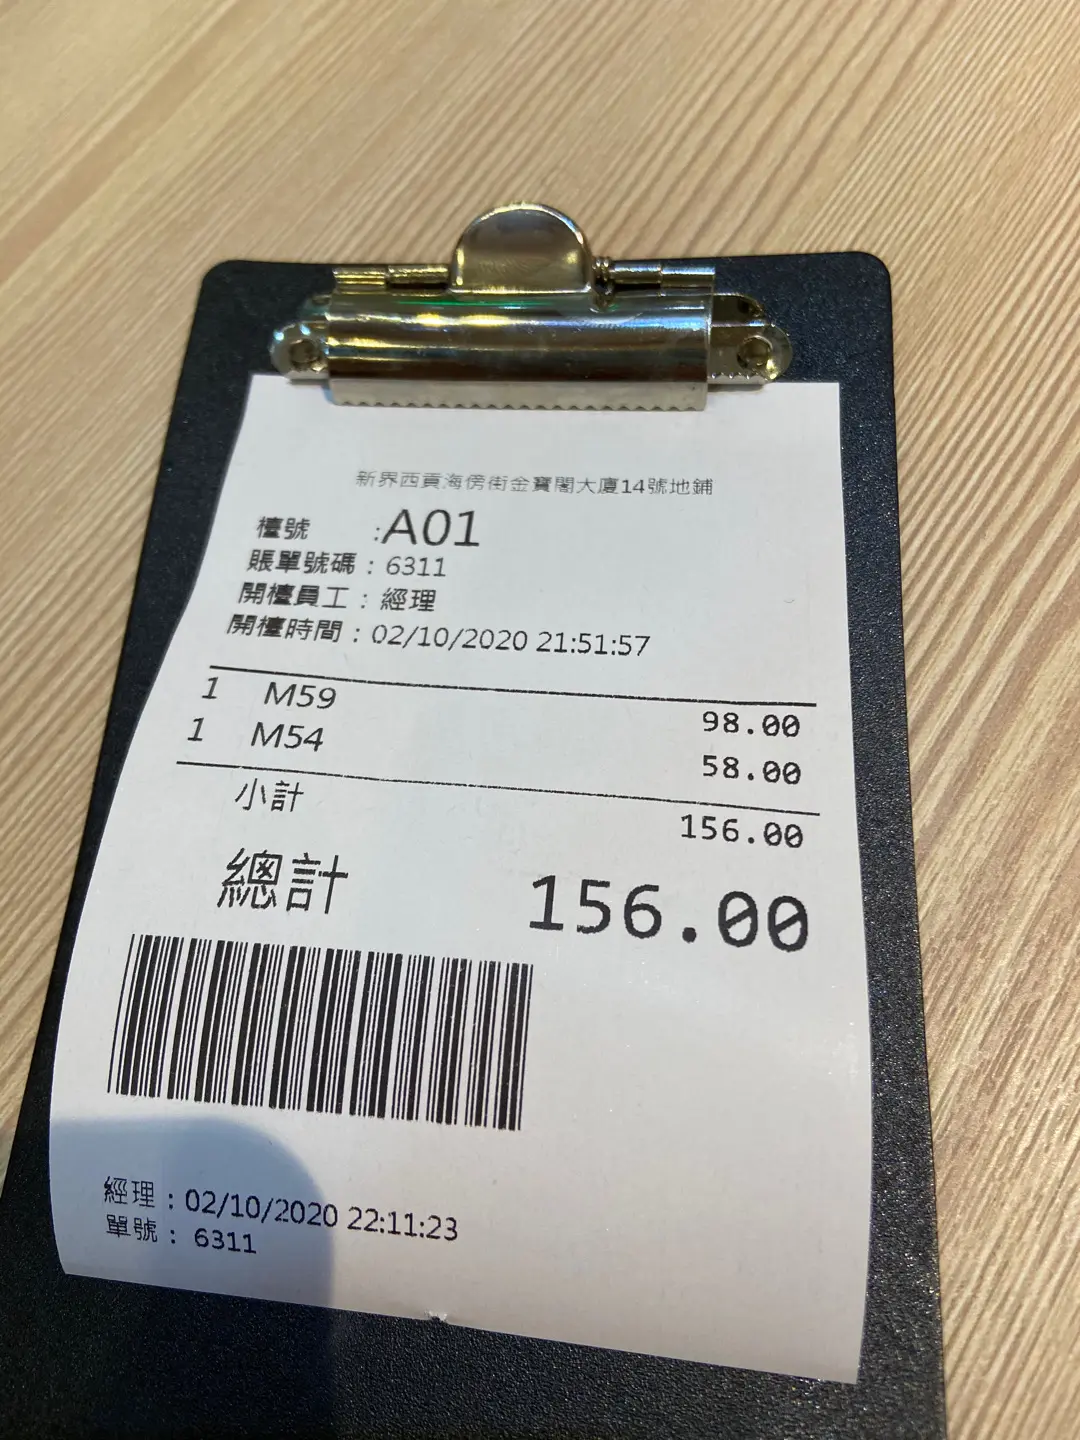 新界西貢海傍街金寶閣大廈14號地鋪
檯號 :A01
賬單號碼 : 6311
開檯員工 : 經理
開檯時間 : 02/10/2020 21:51:57
1 M59 98.00
1 M54 58.00
小計 156.00
總計 156.00
經理 : 02/10/2020 22:11:23
單號 : 6311